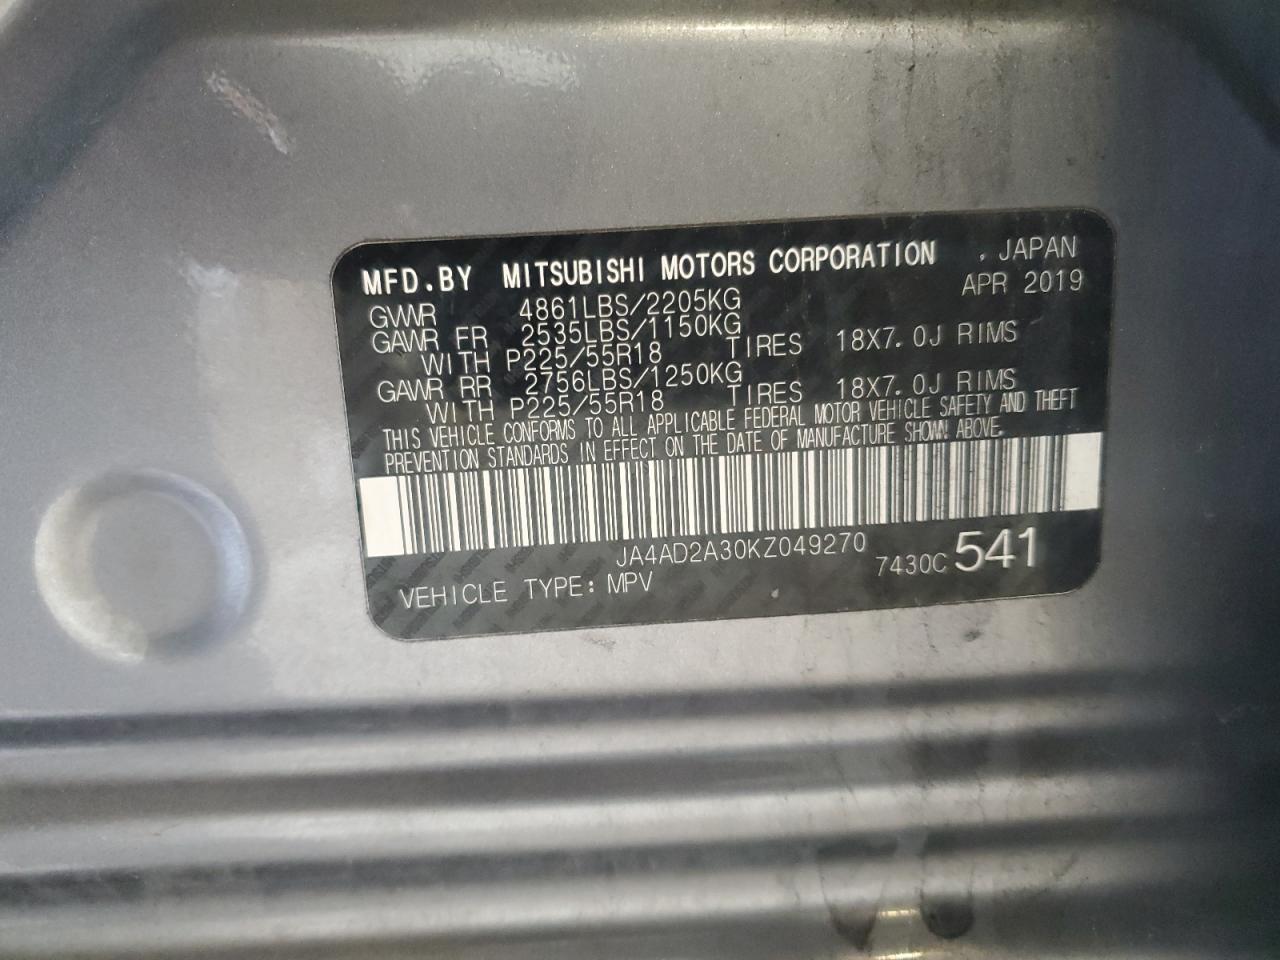 MFD.BY MITSUBISHI MOTORS CORPORATION , JAPAN
APR 2019
GVWR 4861LBS/2205KG
GAWR FR 2535LBS/1150KG
WITH P225/55R18 TIRES 18X7.0J RIMS
GAWR RR 2756LBS/1250KG
WITH P225/55R18 TIRES 18X7.0J RIMS
THIS VEHICLE CONFORMS TO ALL APPLICABLE FEDERAL MOTOR VEHICLE SAFETY AND THEFT
PREVENTION STANDARDS IN EFFECT ON THE DATE OF MANUFACTURE SHOWN ABOVE.
JA4AD2A30KZ049270
7430C 541
VEHICLE TYPE: MPV